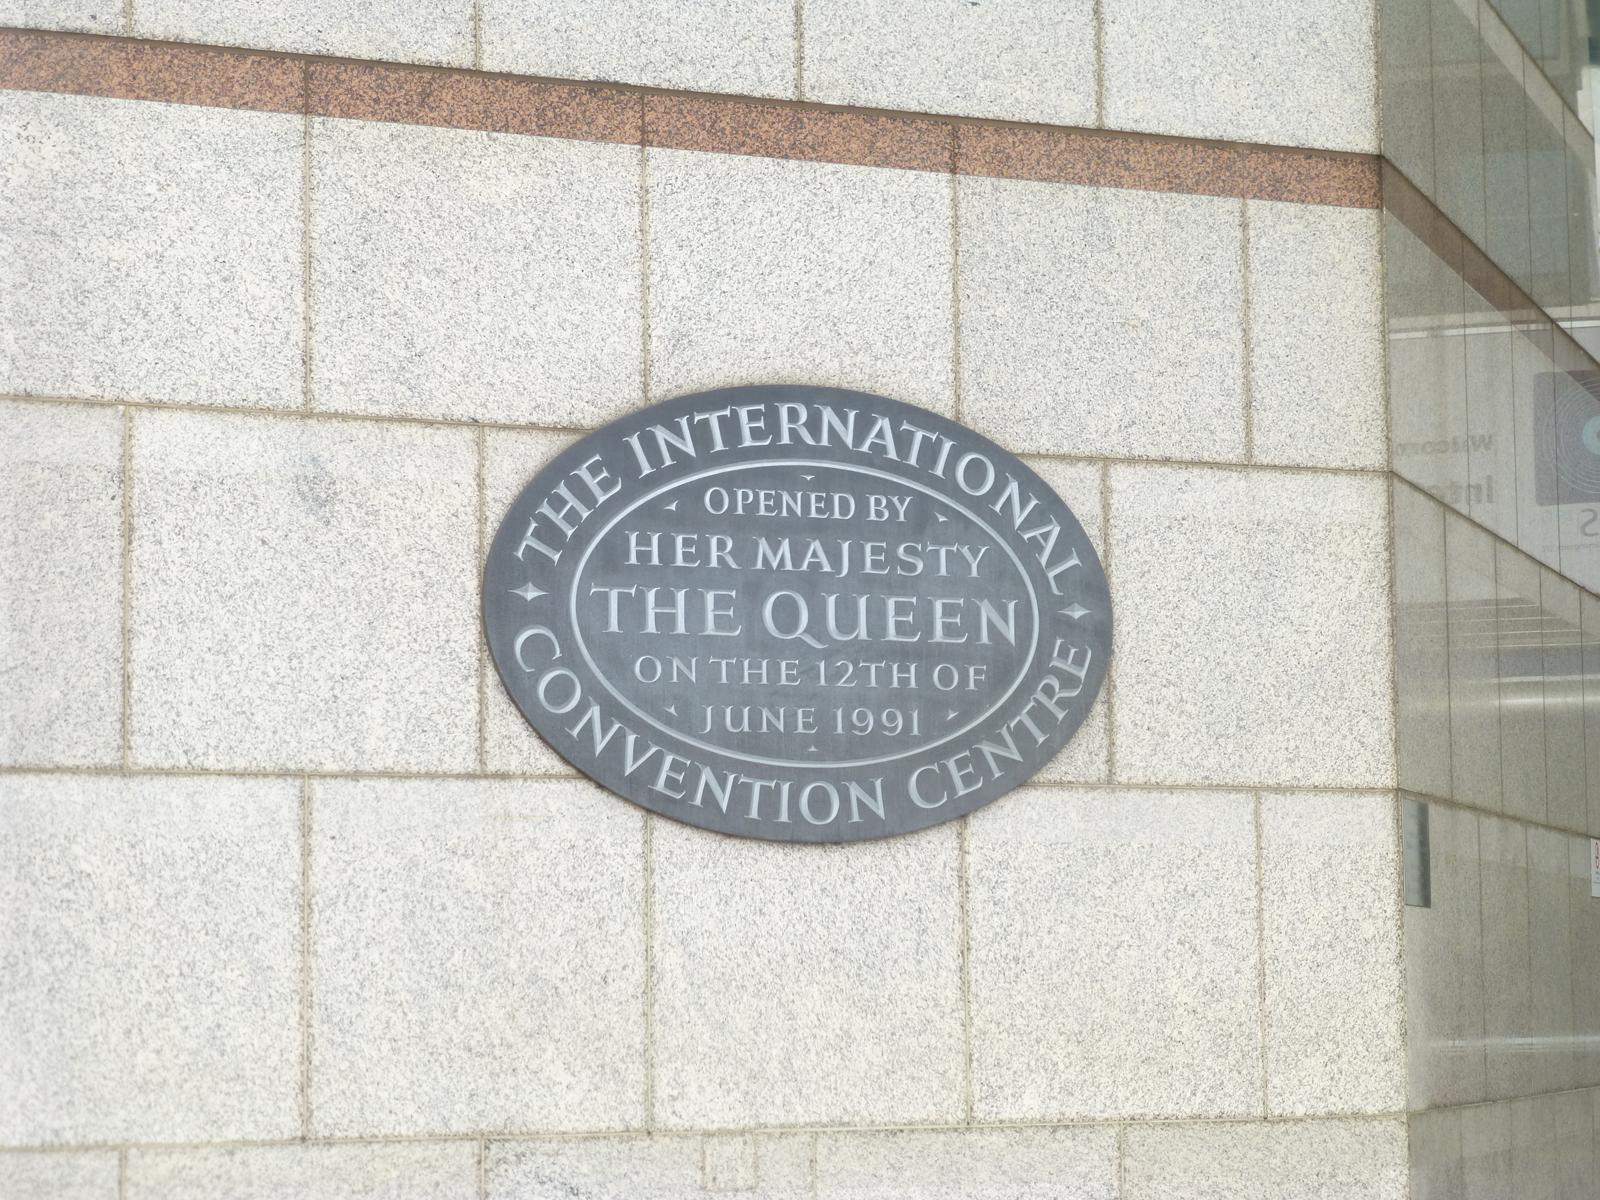 THE INTERNATIONAL
OPENED BY
HER MAJESTY
THE QUEEN
ON THE 12TH OF
JUNE 1991
CONVENTION CENTRE